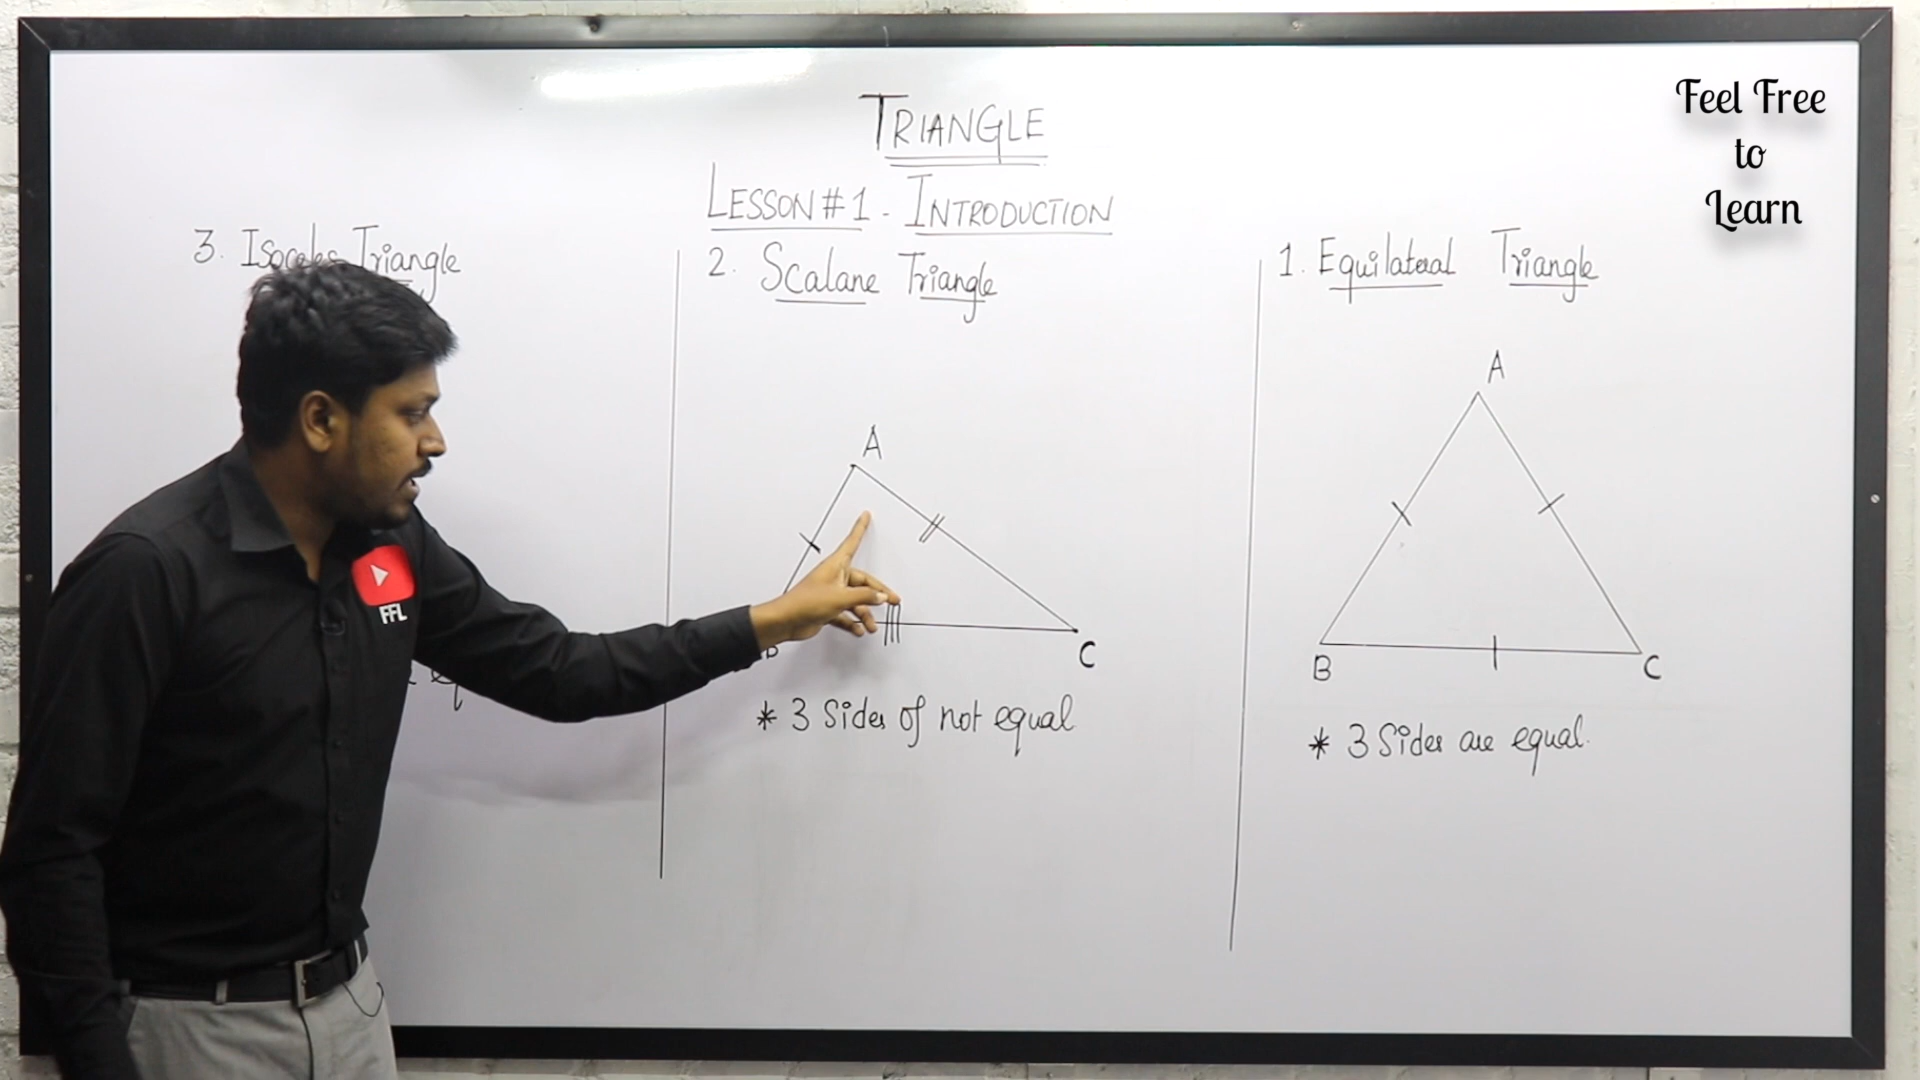 Feel Free
to
Learn
TRIANGLE
LESSON#1 - INTRODUCTION
3. Isoceles Triangle
2. Scalane Triangle
1. Equilateral Triangle
A
B
C
* 3 Sides of not equal
A
B
C
* 3 Sides are equal.
FFL